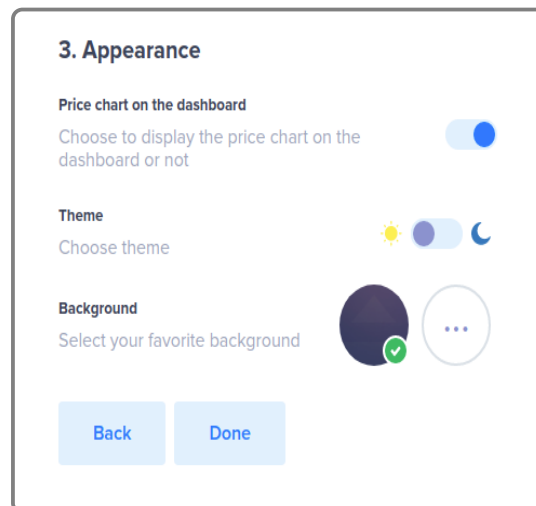 3. Appearance
Price chart on the dashboard
Choose to display the price chart on the
dashboard or not
Theme
Choose theme
Background
Select your favorite background
Back
Done